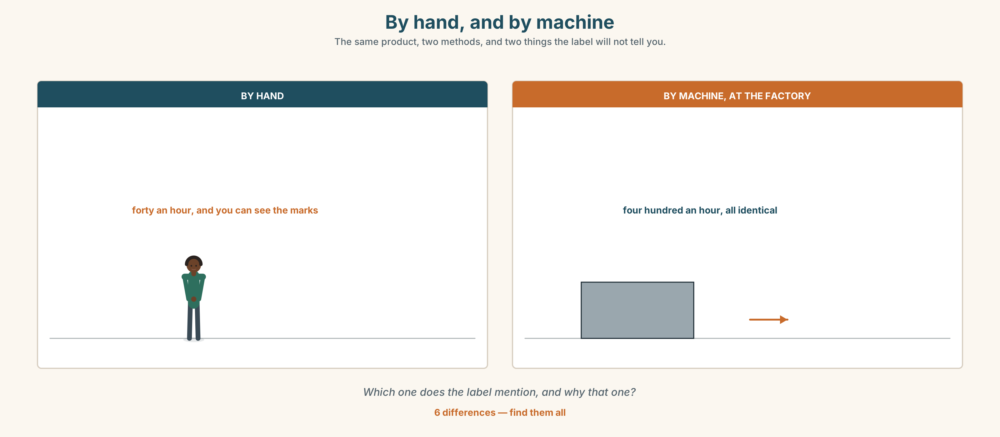 By hand, and by machine
The same product, two methods, and two things the label will not tell you.
BY HAND
forty an hour, and you can see the marks
BY MACHINE, AT THE FACTORY
four hundred an hour, all identical
Which one does the label mention, and why that one?
6 differences — find them all